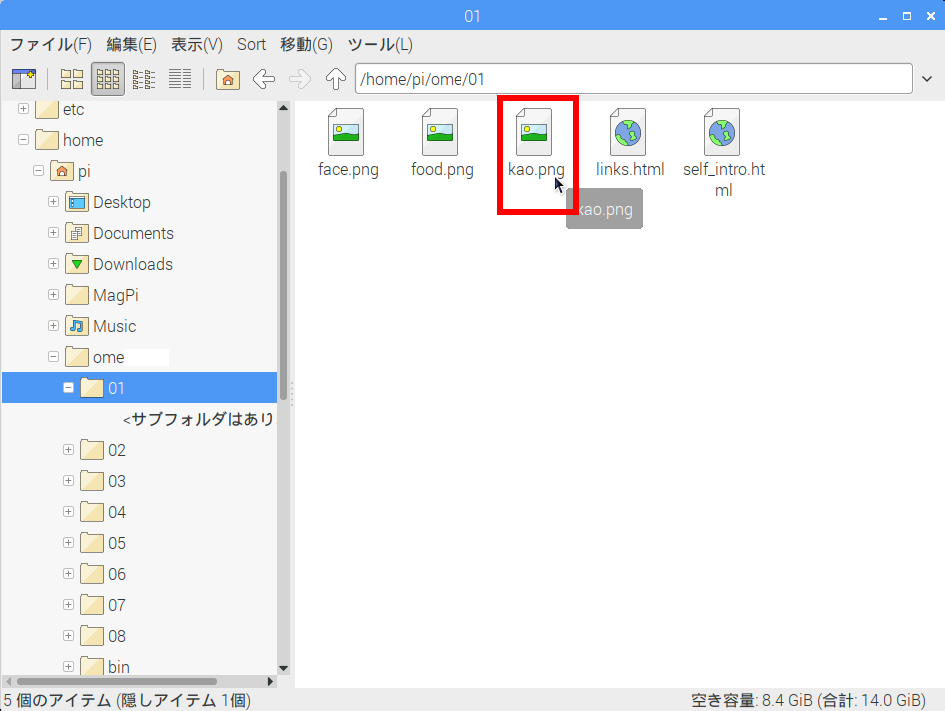 01
ファイル(F) 編集(E) 表示(V) Sort 移動(G) ツール(L)
/home/pi/ome/01
etc
home
pi
Desktop
Documents
Downloads
MagPi
Music
ome
01
<サブフォルダはあり
02
03
04
05
06
07
08
bin
face.png
food.png
kao.png
links.html
self_intro.ht
ml
kao.png
5 個のアイテム (隠しアイテム 1個)
空き容量: 8.4 GiB (合計: 14.0 GiB)